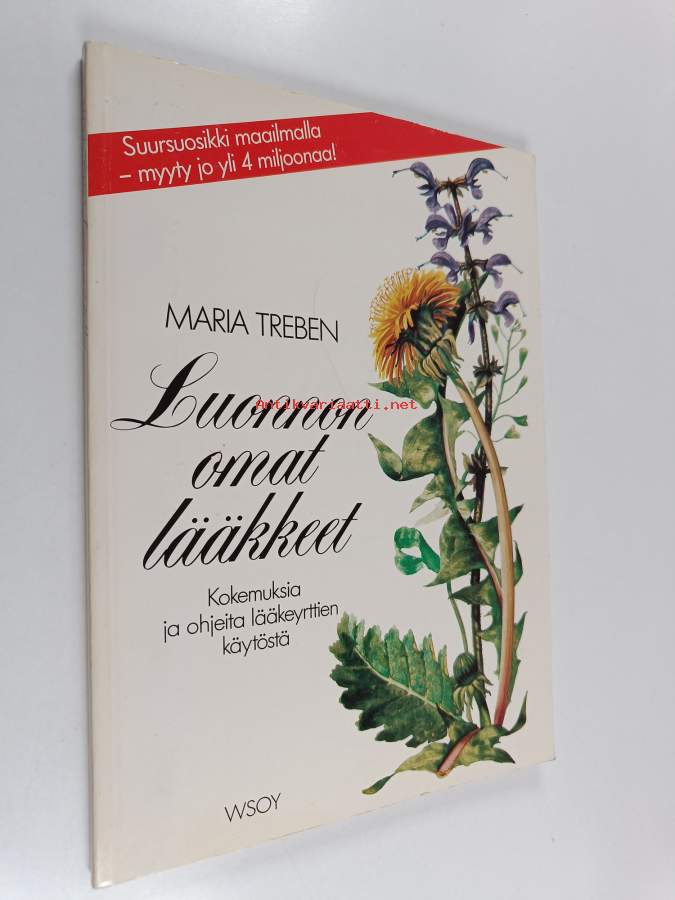 Suursuosikki maailmalla
– myyty jo yli 4 miljoonaa!
MARIA TREBEN
Luonnon
Antikvariaatti.net
omat
lääkkeet
Kokemuksia
ja ohjeita lääkeyrttien
käytöstä
WSOY